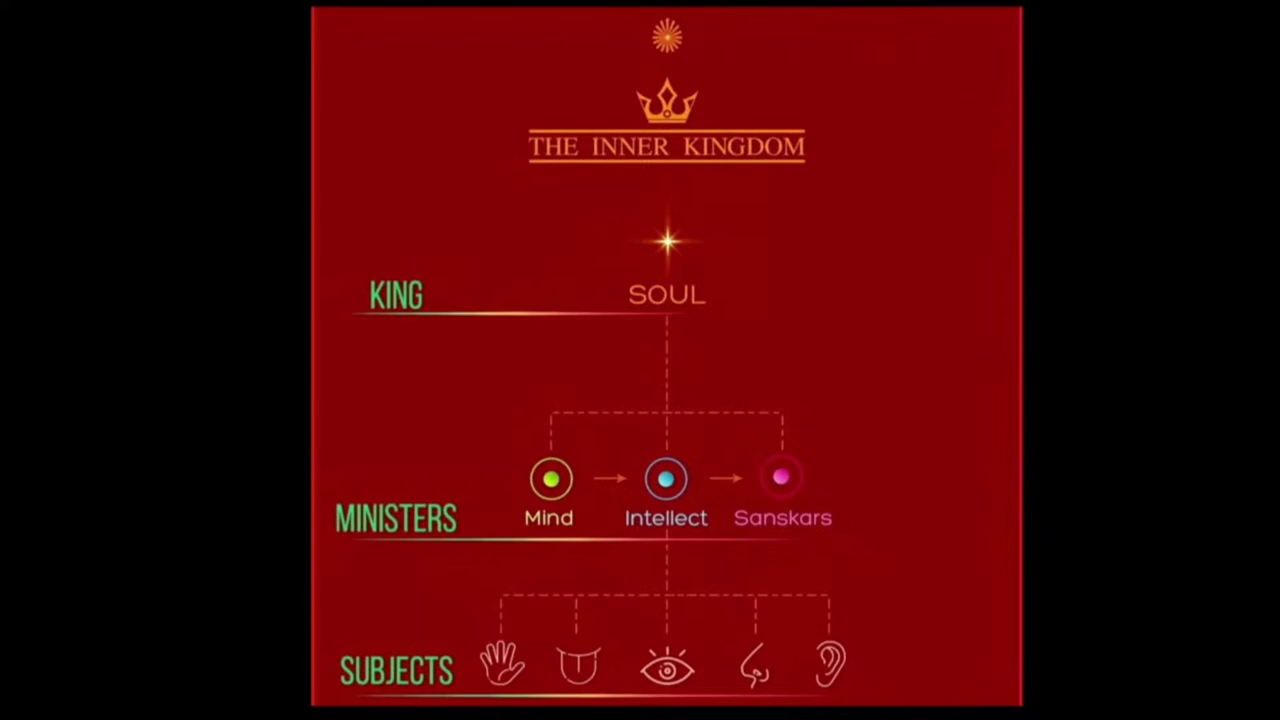 THE INNER KINGDOM
KING
SOUL
MINISTERS
Mind
Intellect
Sanskars
SUBJECTS